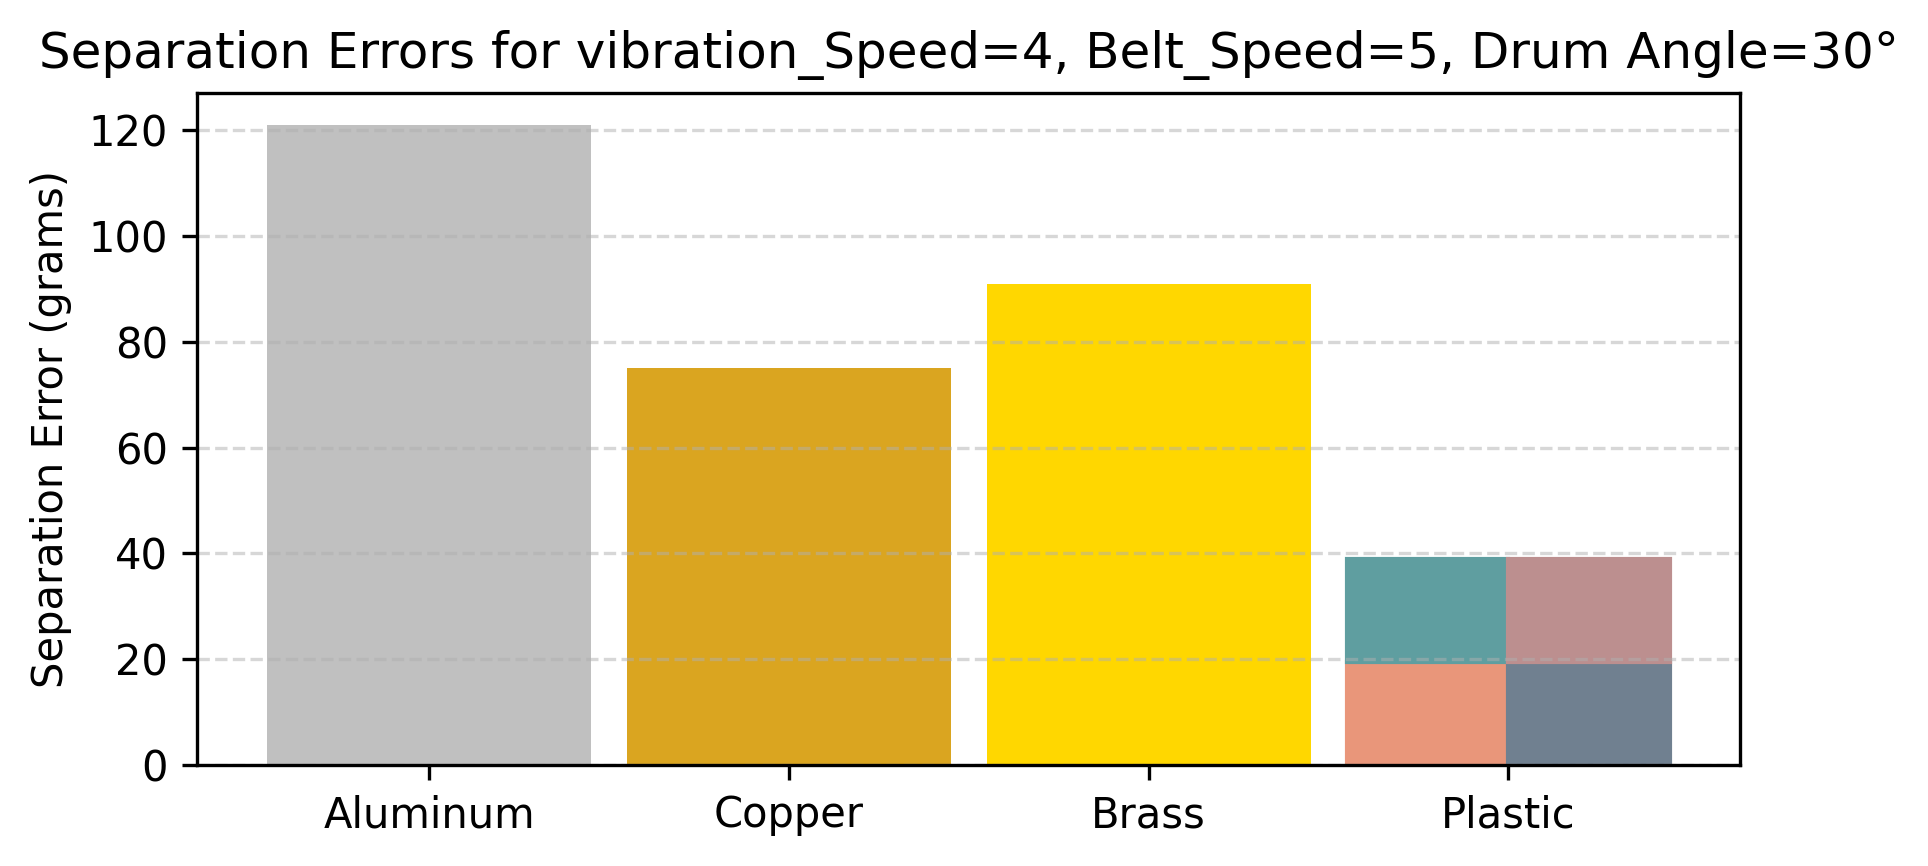 Separation Errors for vibration_Speed=4, Belt_Speed=5, Drum Angle=30°
Separation Error (grams)
120
100
80
60
40
20
0
Aluminum
Copper
Brass
Plastic